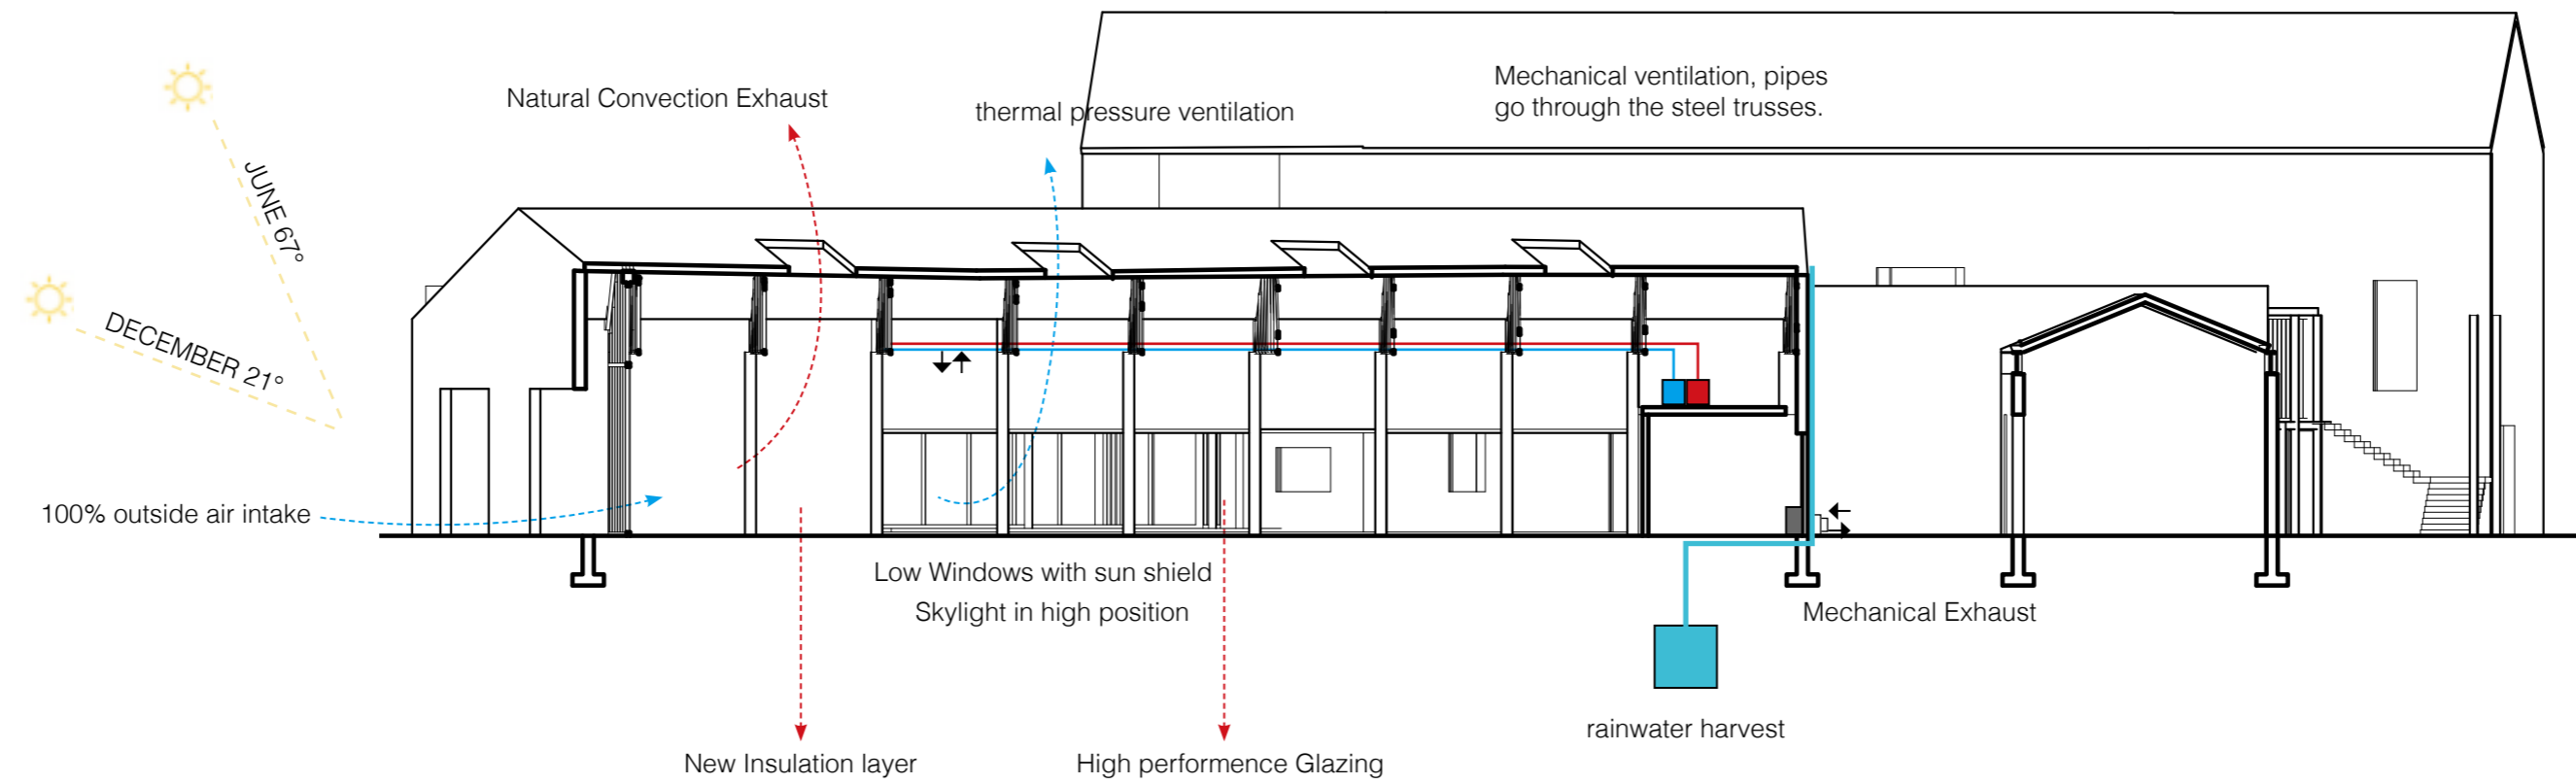 Mechanical ventilation, pipes
go through the steel trusses.
Natural Convection Exhaust
thermal pressure ventilation
JUNE 67°
DECEMBER 21°
100% outside air intake
Low Windows with sun shield
Skylight in high position
Mechanical Exhaust
rainwater harvest
New Insulation layer
High performence Glazing